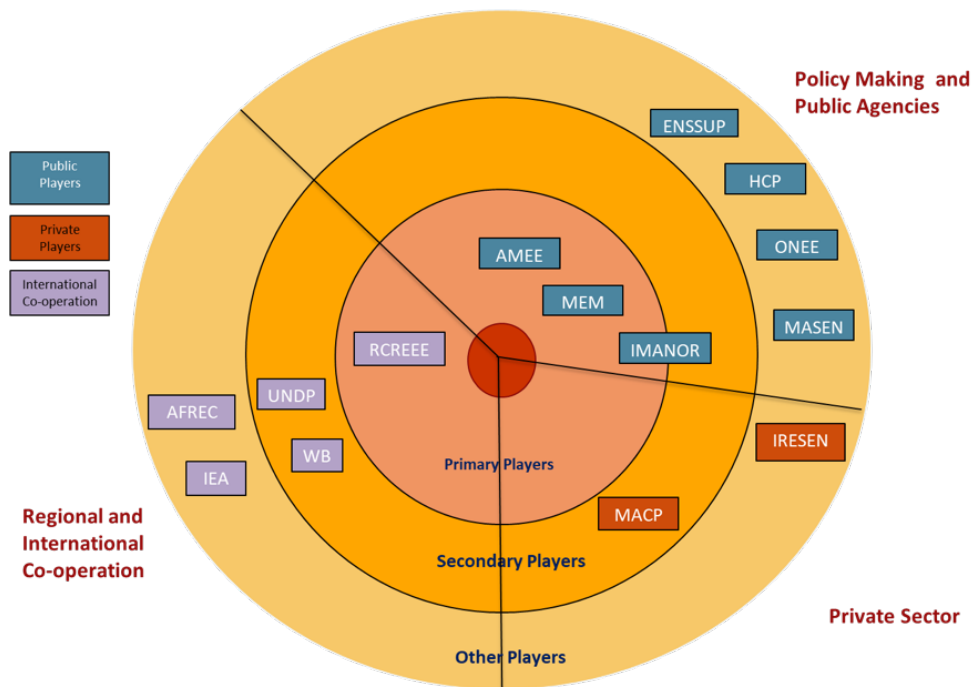 Policy Making and
Public Agencies
ENSSUP
Public
Players
HCP
Private
Players
AMEE
ONEE
International
Co-operation
MEM
MASEN
RCREEE
IMANOR
UNDP
AFREC
IRESEN
WB
IEA
Primary Players
MACP
Regional and
International
Co-operation
Secondary Players
Private Sector
Other Players